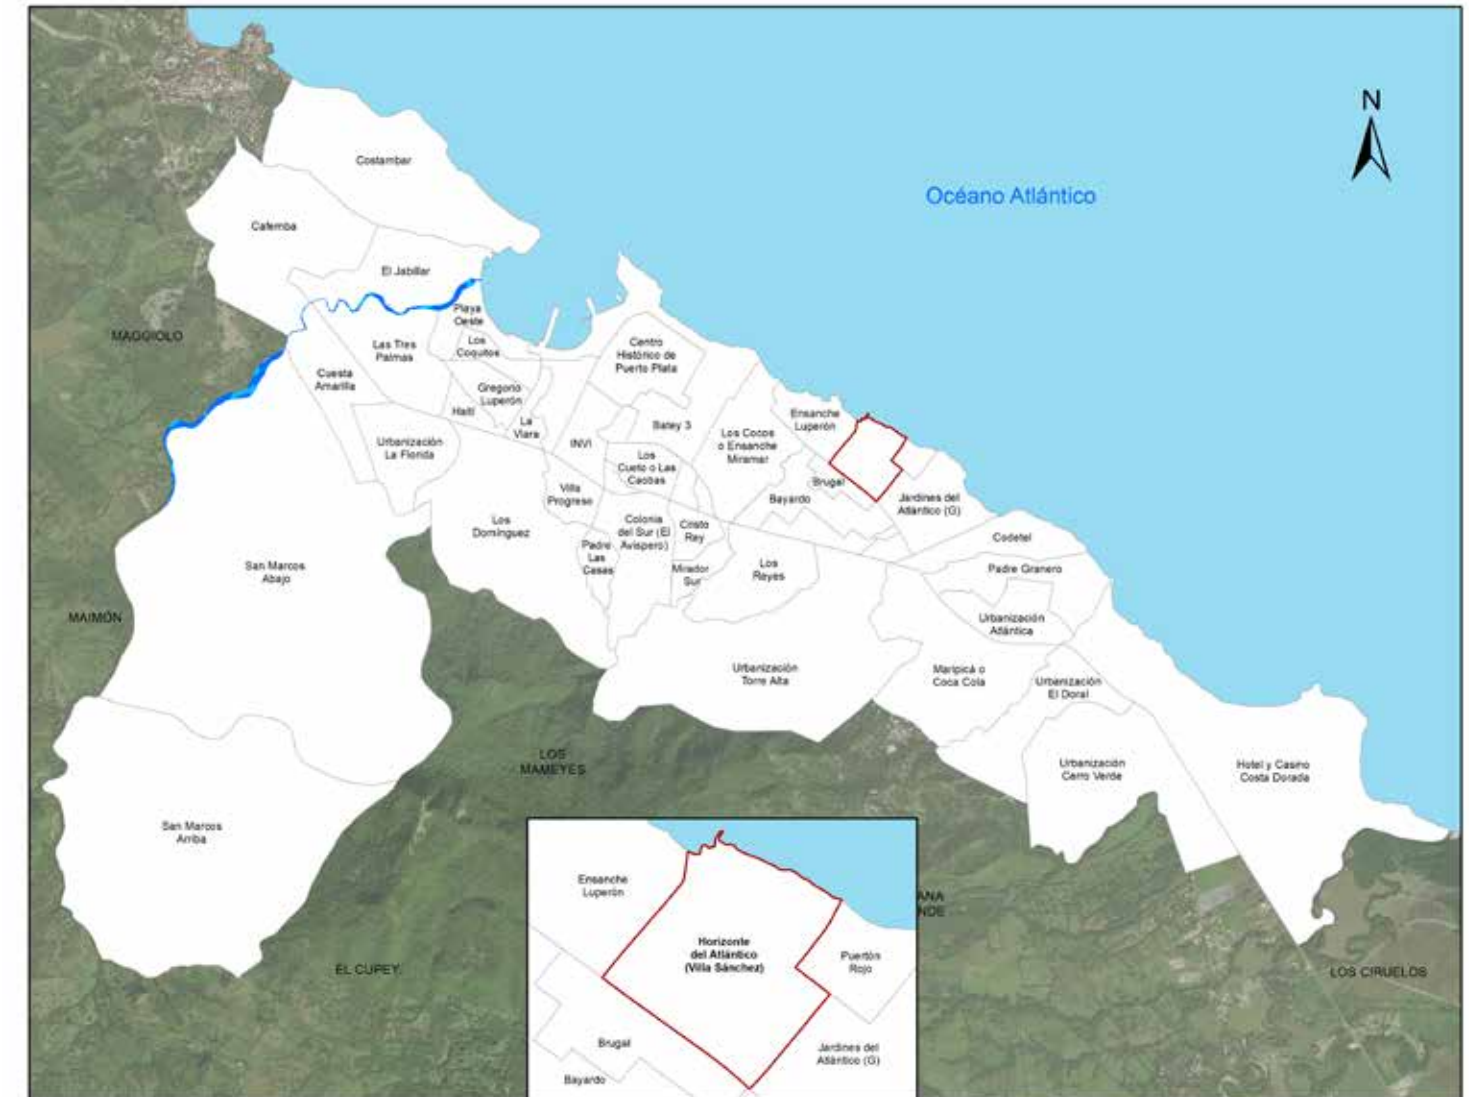 N
Costambar
Océano Atlántico
Cafemba
El Jabillar
MAGGIOLO
Playa
Oeste
Los
Coquitos
Las Tres
Palmas
Centro
Histórico de
Puerto Plata
Cuesta
Amarilla
Gregorio
Luperón
Haití
La
Viara
Ensanche
Luperón
INVI
Batey 3
Los Cocos
o Ensanche
Miramar
Urbanización
La Florida
Los
Cueto o Las
Caobas
Brugal
Villa
Progreso
Bayardo
Jardines del
Atlántico (G)
Los
Domínguez
Colonia
del Sur (El
Avispero)
Cristo
Rey
Codetel
Padre
Las
Casas
Mirador
Sur
Los
Reyes
Padre Granero
San Marcos
Abajo
MAIMÓN
Urbanización
Atlántica
Urbanización
Torre Alta
Maripicá o
Coca Cola
Urbanización
El Doral
LOS
MAMEYES
Urbanización
Cerro Verde
Hotel y Casino
Costa Dorada
San Marcos
Arriba
Ensanche
Luperón
ANA
NDE
Horizonte
del Atlántico
(Villa Sánchez)
Puertón
Rojo
EL CUPEY
LOS CIRUELOS
Brugal
Jardines del
Atlántico (G)
Bayardo